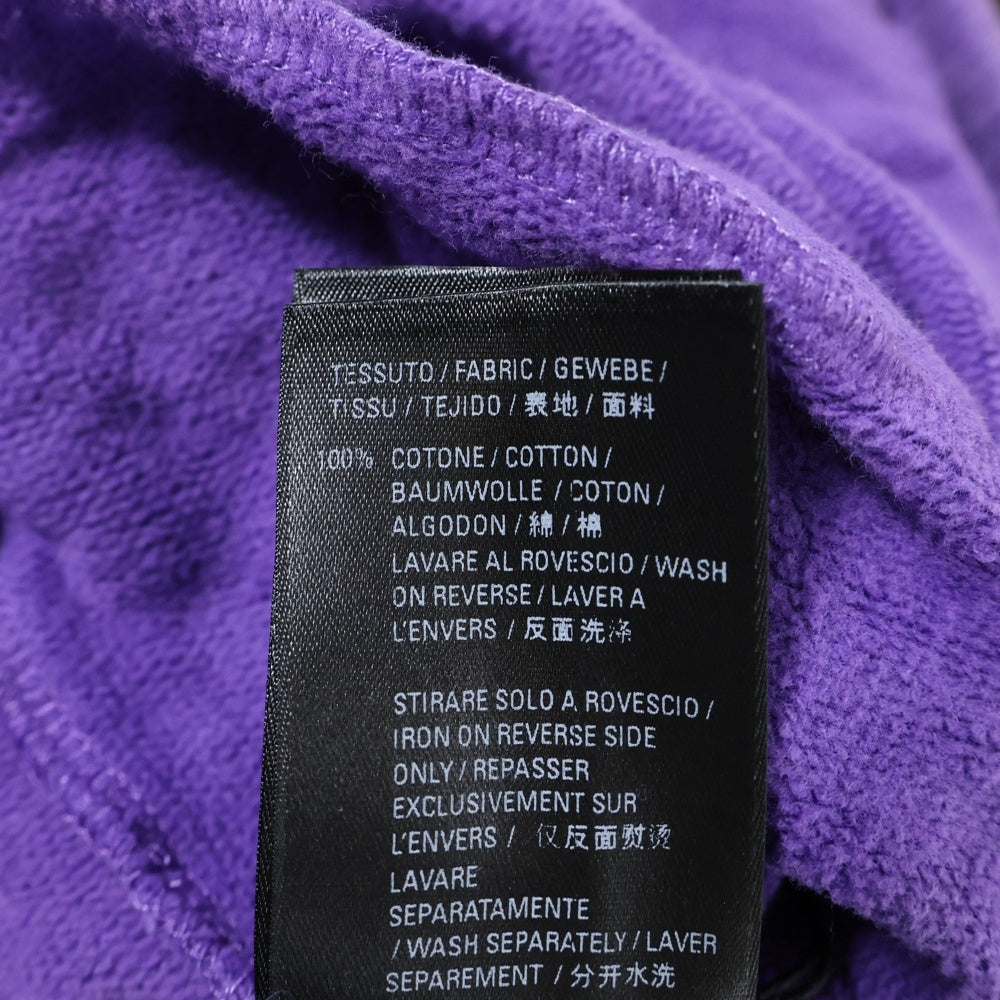 TESSUTO / FABRIC / GEWEBE /
TISSU / TEJIDO / 表地 / 面料
100% COTONE / COTTON /
BAUMWOLLE / COTON /
ALGODON / 綿 / 棉
LAVARE AL ROVESCIO / WASH
ON REVERSE / LAVER A
L'ENVERS / 反面洗涤
STIRARE SOLO A ROVESCIO /
IRON ON REVERSE SIDE
ONLY / REPASSER
EXCLUSIVEMENT SUR
L'ENVERS / 仅反面熨烫
LAVARE
SEPARATAMENTE
/ WASH SEPARATELY / LAVER
SEPAREMENT / 分开水洗